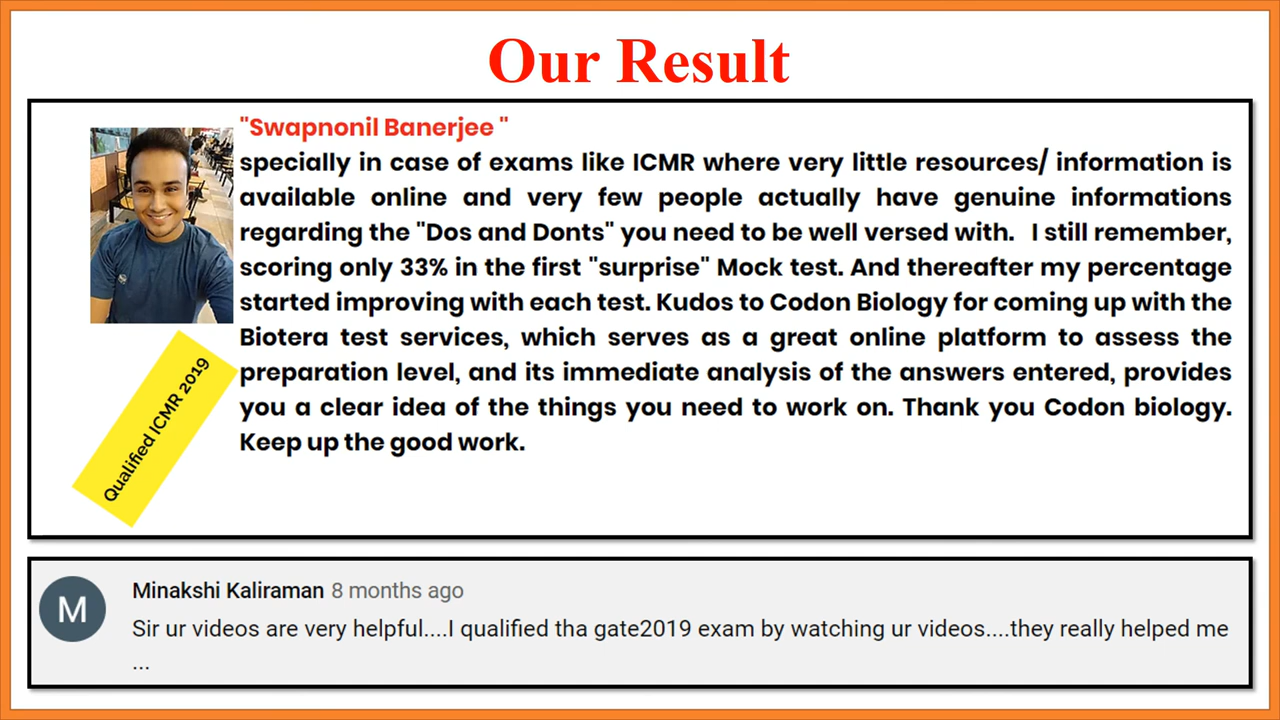 Our Result
"Swapnonil Banerjee "
specially in case of exams like ICMR where very little resources/ information is
available online and very few people actually have genuine informations
regarding the "Dos and Donts" you need to be well versed with. I still remember,
scoring only 33% in the first "surprise" Mock test. And thereafter my percentage
started improving with each test. Kudos to Codon Biology for coming up with the
Biotera test services, which serves as a great online platform to assess the
preparation level, and its immediate analysis of the answers entered, provides
you a clear idea of the things you need to work on. Thank you Codon biology.
Keep up the good work.
Qualified ICMR 2019
M
Minakshi Kaliraman 8 months ago
Sir ur videos are very helpful....I qualified tha gate2019 exam by watching ur videos....they really helped me
...